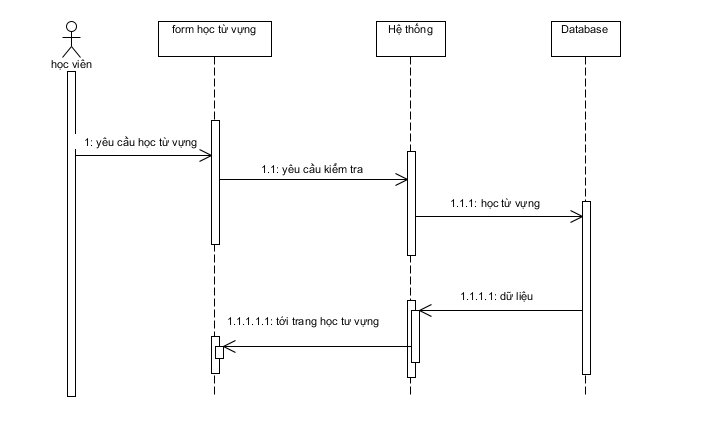 học viên
form học từ vựng
Hệ thống
Database
1: yêu cầu học từ vựng
1.1: yêu cầu kiểm tra
1.1.1: học từ vựng
1.1.1.1: dữ liệu
1.1.1.1.1: tới trang học tư vựng